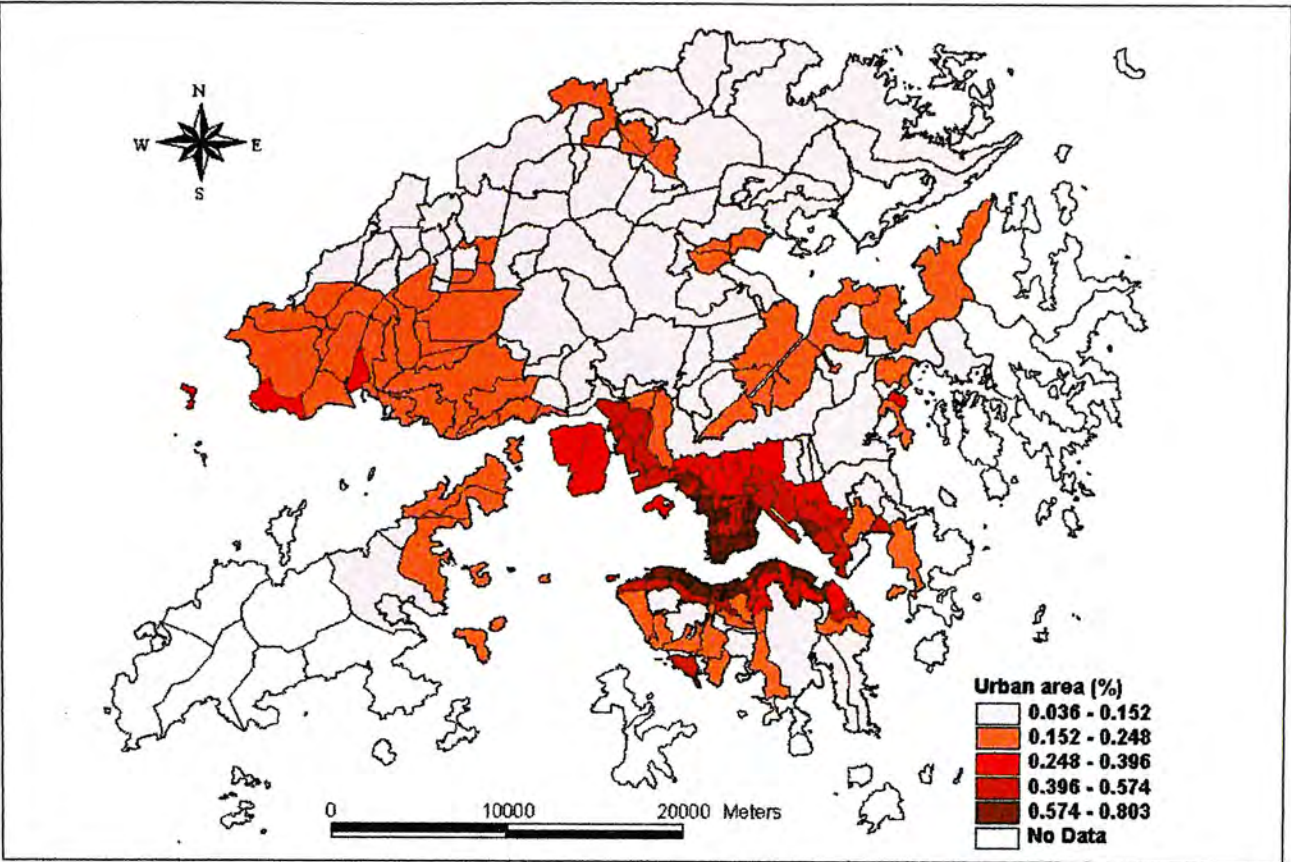 N
W E
S
Urban area (%)
0.036 - 0.152
0.152 - 0.248
0.248 - 0.396
0.396 - 0.574
0.574 - 0.803
No Data
0 10000 20000 Meters